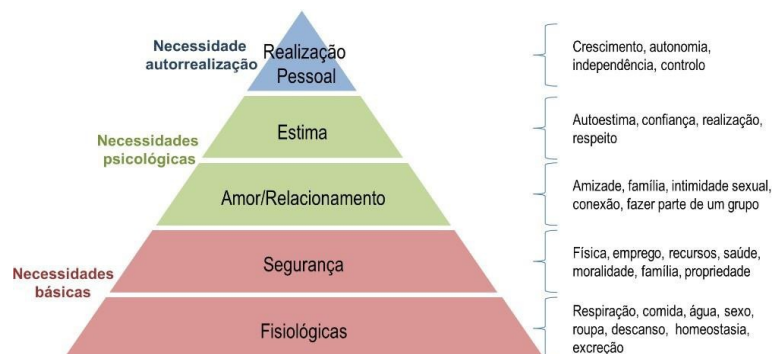 Necessidade
autorrealização
Realização
Pessoal
Crescimento, autonomia,
independência, controlo
Necessidades
psicológicas
Estima
Autoestima, confiança, realização,
respeito
Amor/Relacionamento
Amizade, família, intimidade sexual,
conexão, fazer parte de um grupo
Necessidades
básicas
Segurança
Física, emprego, recursos, saúde,
moralidade, família, propriedade
Fisiológicas
Respiração, comida, água, sexo,
roupa, descanso, homeostasia,
excreção